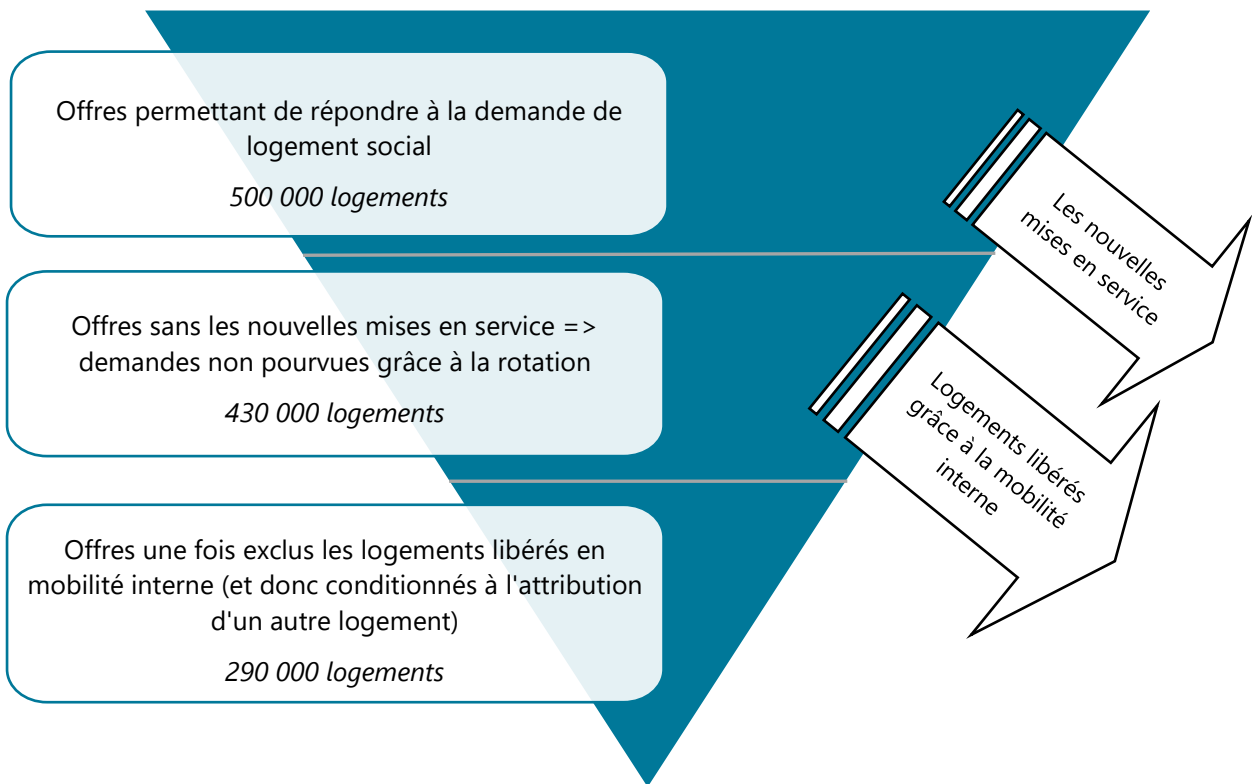 Offres permettant de répondre à la demande de
logement social
500 000 logements
Les nouvelles
mises en service
Offres sans les nouvelles mises en service =>
demandes non pourvues grâce à la rotation
430 000 logements
Logements libérés
grâce à la mobilité
interne
Offres une fois exclus les logements libérés en
mobilité interne (et donc conditionnés à l'attribution
d'un autre logement)
290 000 logements